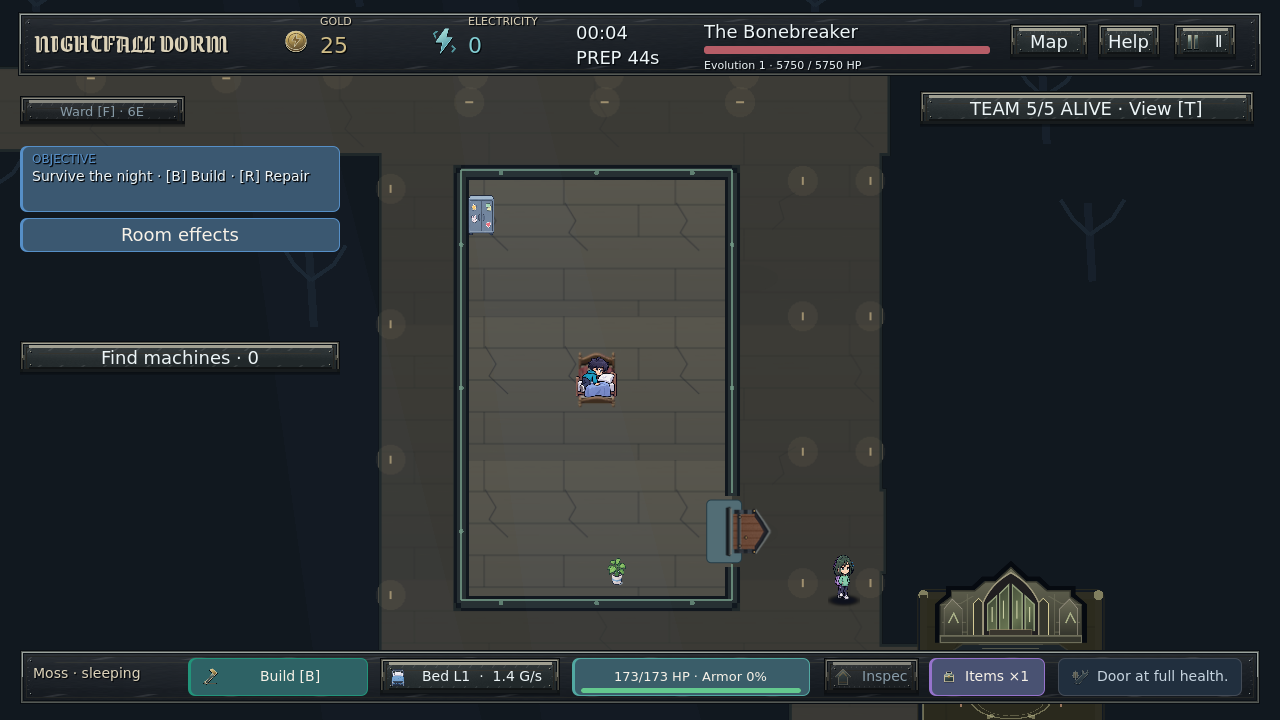 NIGHTFALL DORM
GOLD
25
ELECTRICITY
0
00:04
PREP 44s
The Bonebreaker
Evolution 1 · 5750 / 5750 HP
Map
Help
Ward [F] · 6E
TEAM 5/5 ALIVE · View [T]
OBJECTIVE
Survive the night · [B] Build · [R] Repair
Room effects
Find machines · 0
Moss · sleeping
Build [B]
Bed L1 · 1.4 G/s
173/173 HP · Armor 0%
Inspec
Items ×1
Door at full health.